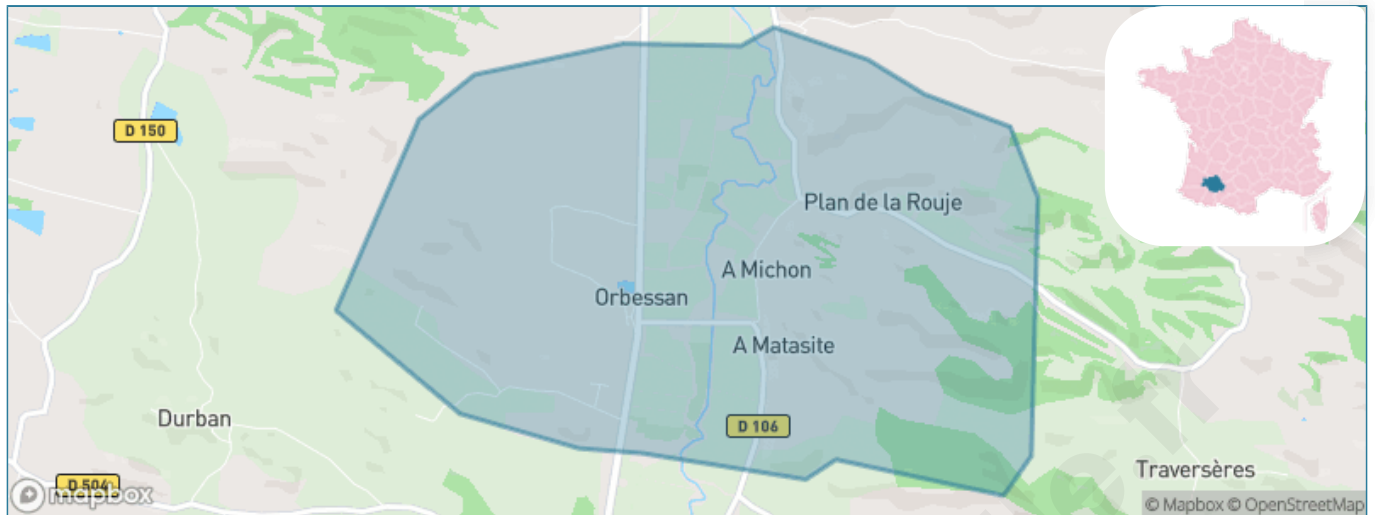 D 150
Plan de la Rouje
A Michon
Orbessan
A Matasite
Durban
D 106
Traversères
D 504
mapbox
© Mapbox © OpenStreetMap